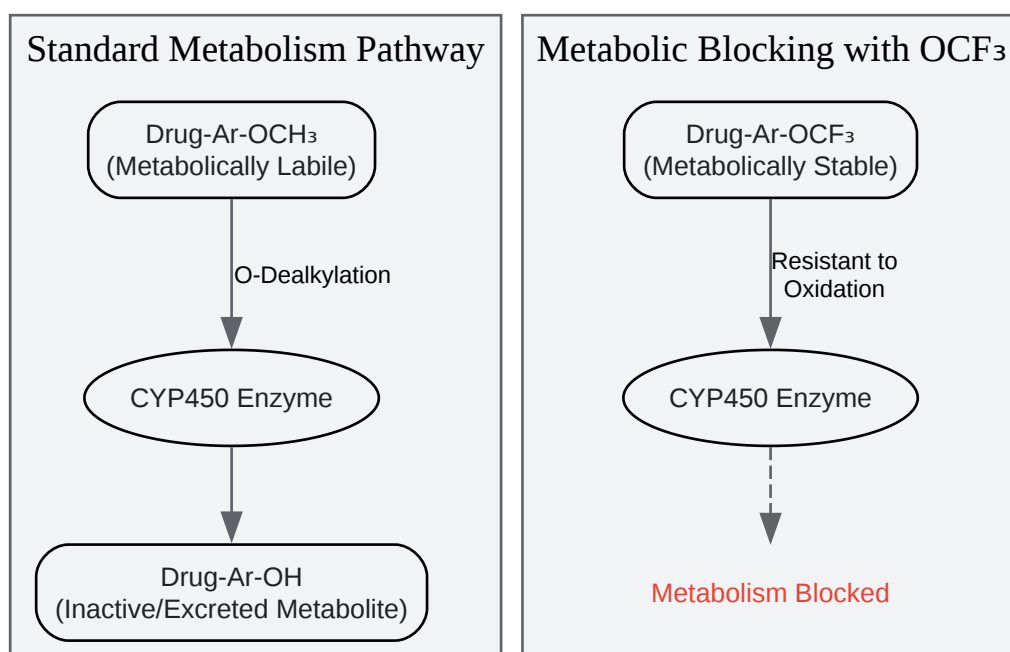 Standard Metabolism Pathway
Drug-Ar-OCH₃
(Metabolically Labile)
O-Dealkylation
CYP450 Enzyme
Drug-Ar-OH
(Inactive/Excreted Metabolite)
Metabolic Blocking with OCF₃
Drug-Ar-OCF₃
(Metabolically Stable)
Resistant to
Oxidation
CYP450 Enzyme
Metabolism Blocked